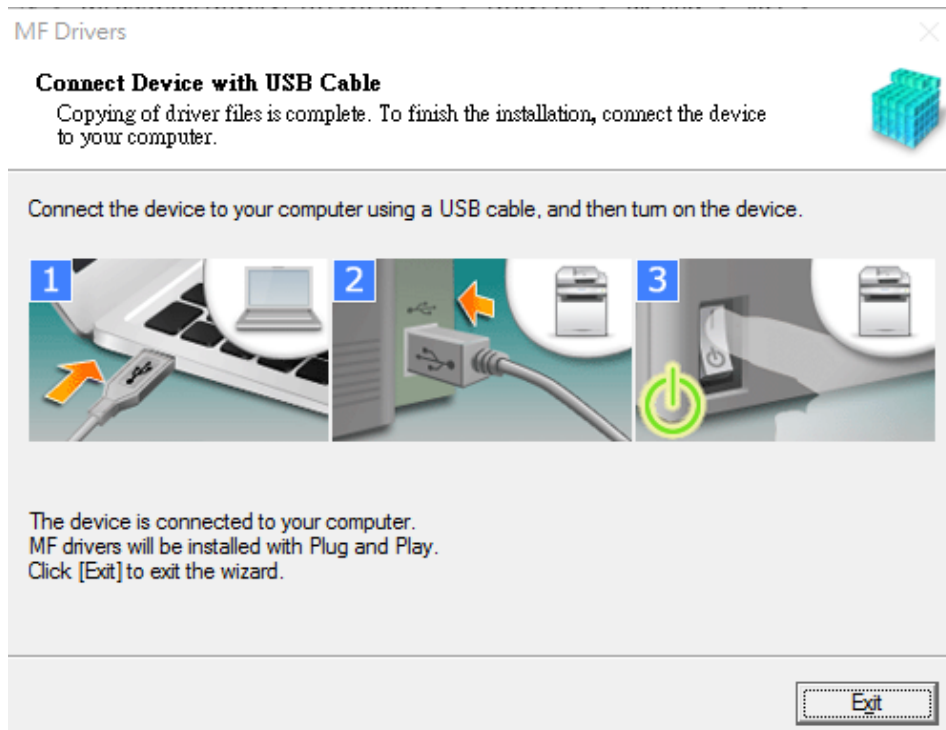 MF Drivers
Connect Device with USB Cable
Copying of driver files is complete. To finish the installation, connect the device
to your computer.
Connect the device to your computer using a USB cable, and then turn on the device.
1
2
3
The device is connected to your computer.
MF drivers will be installed with Plug and Play.
Click [Exit] to exit the wizard.
Exit